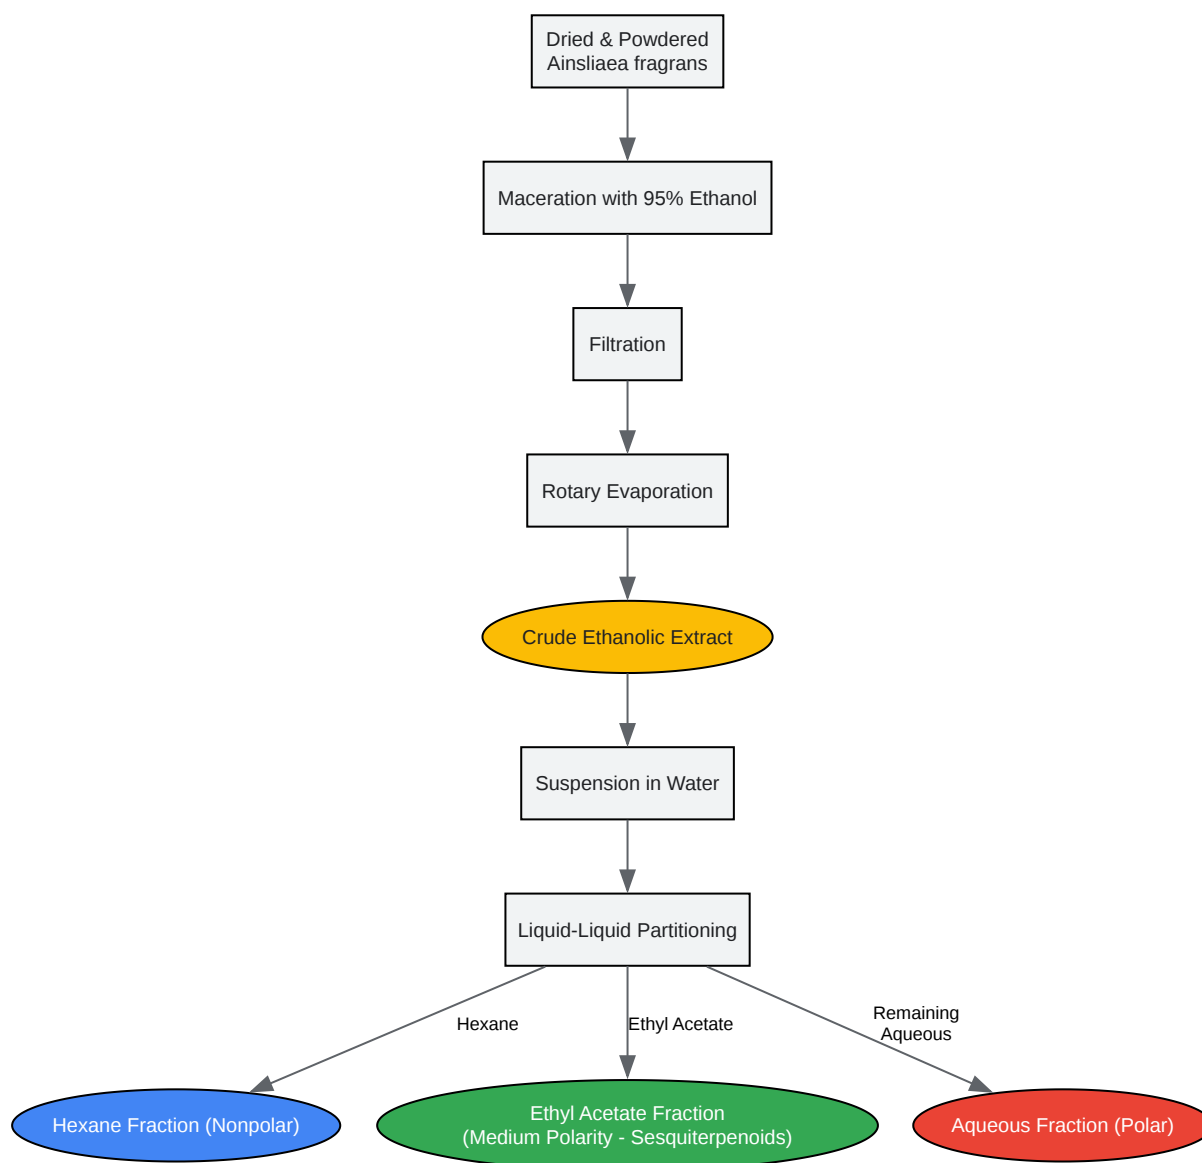 Dried & Powdered
Ainsliaea fragrans
Maceration with 95% Ethanol
Filtration
Rotary Evaporation
Crude Ethanolic Extract
Suspension in Water
Liquid-Liquid Partitioning
Hexane
Ethyl Acetate
Remaining
Aqueous
Hexane Fraction (Nonpolar)
Ethyl Acetate Fraction
(Medium Polarity - Sesquiterpenoids)
Aqueous Fraction (Polar)